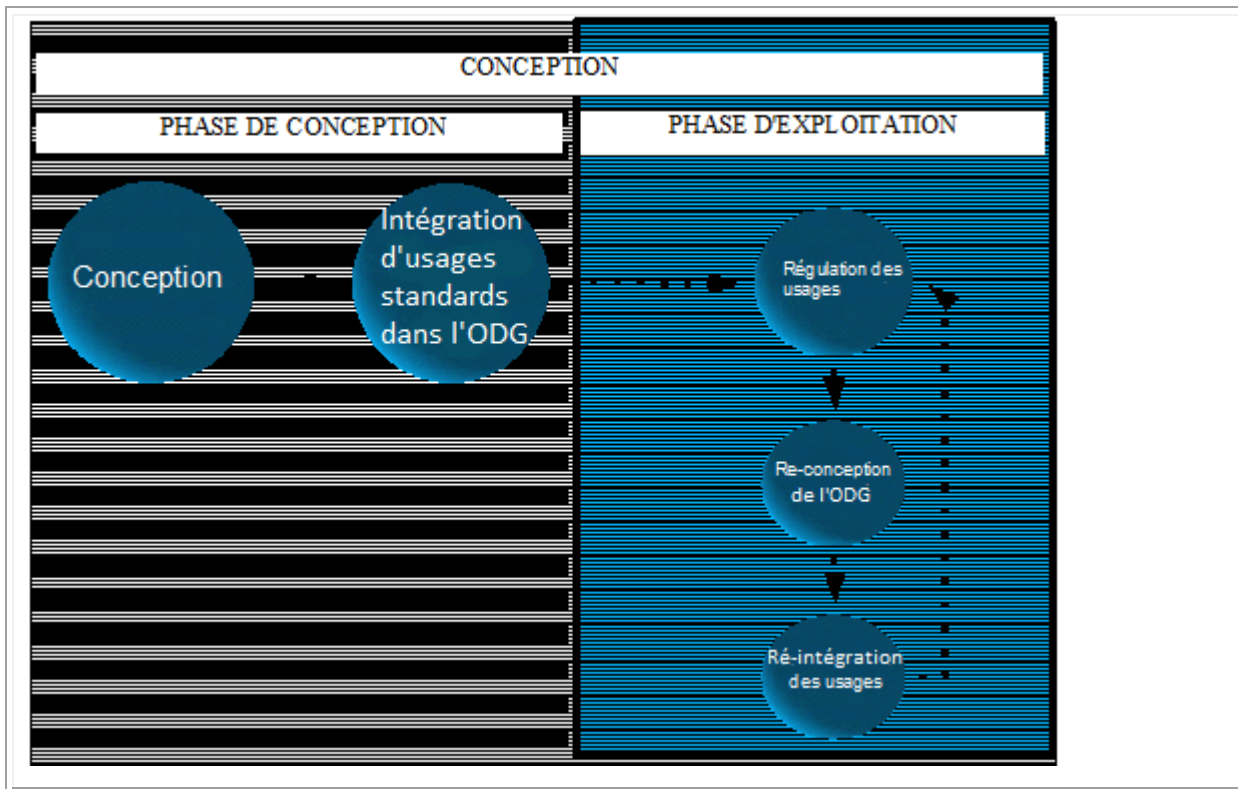 CONCEPTION
PHASE DE CONCEPTION
PHASE D'EXPLOITATION
Conception
Intégration
d'usages
standards
dans l'ODG
Régulation des
usages
Re-conception
de l'ODG
Ré-intégration
des usages